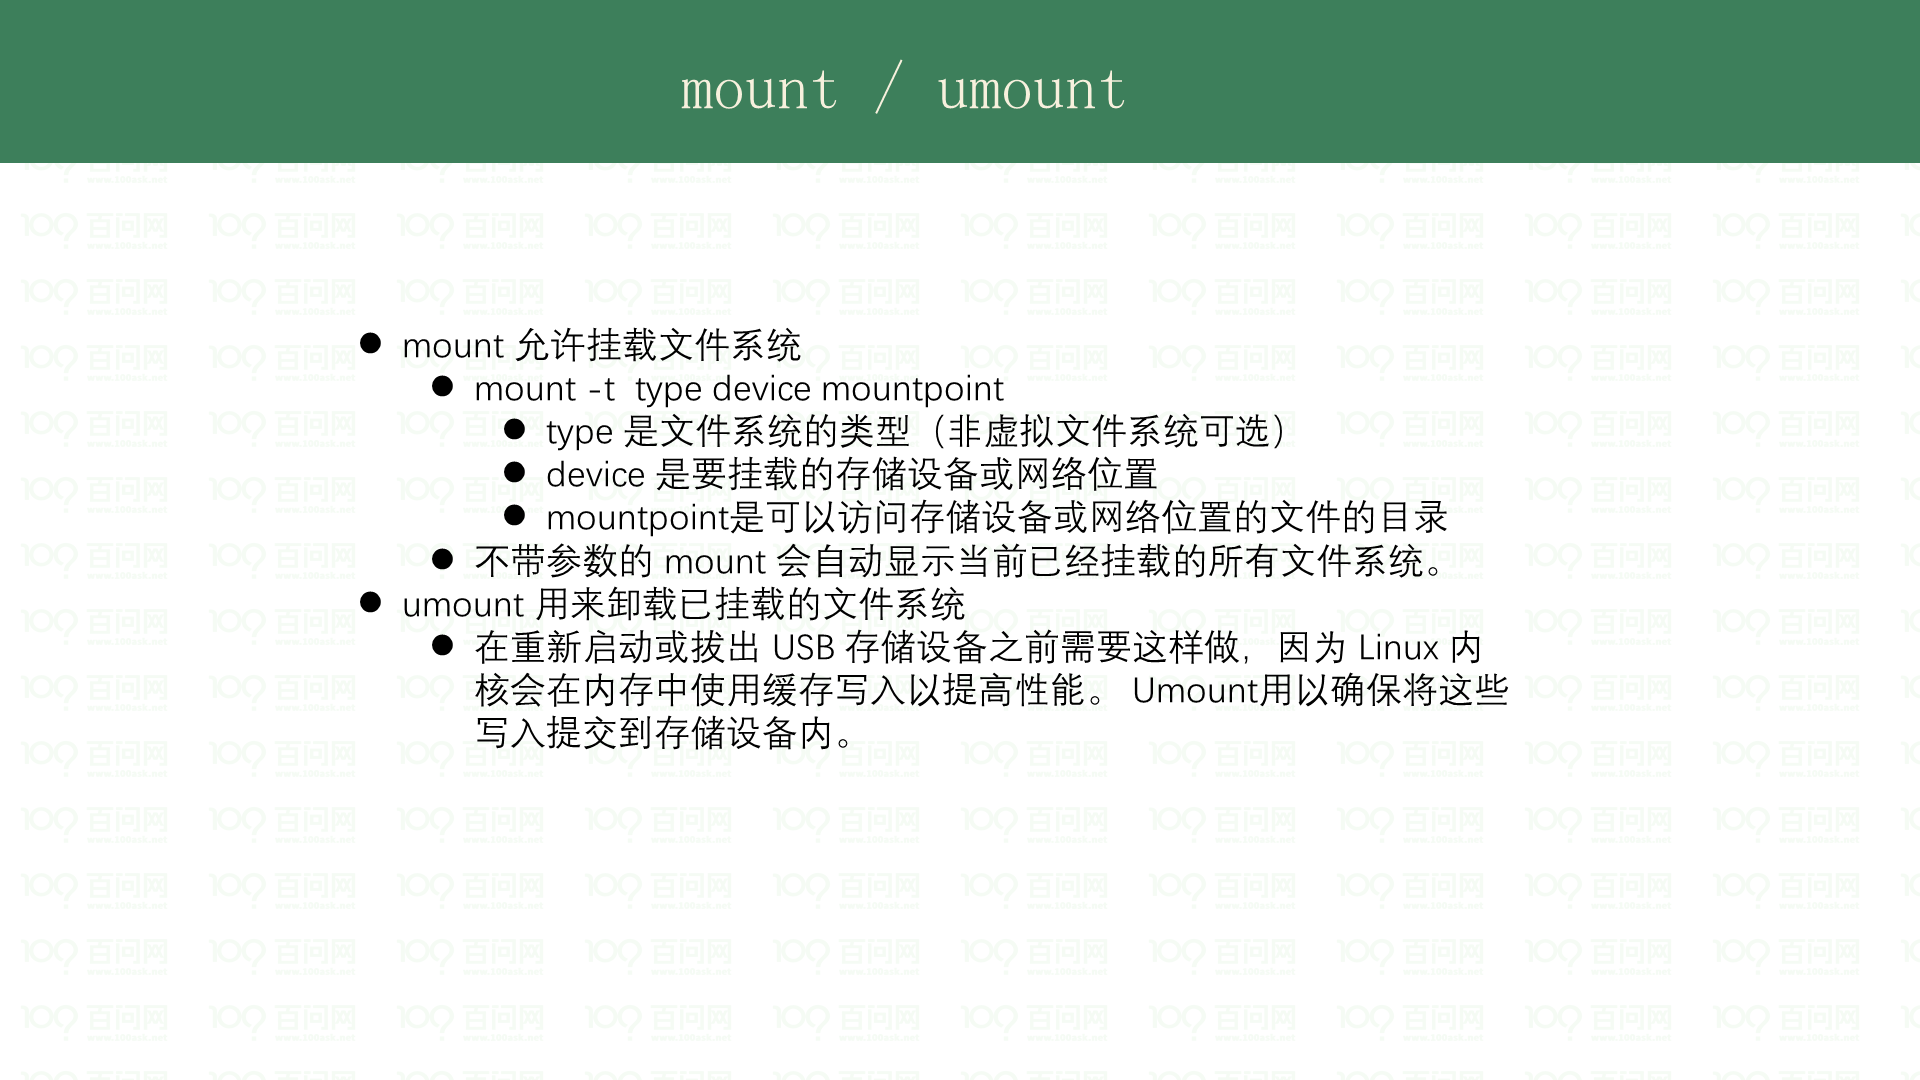 mount / umount
mount 允许挂载文件系统
mount -t  type device mountpoint
type 是文件系统的类型（非虚拟文件系统可选）
device 是要挂载的存储设备或网络位置
mountpoint是可以访问存储设备或网络位置的文件的目录
不带参数的 mount 会自动显示当前已经挂载的所有文件系统。
umount 用来卸载已挂载的文件系统
在重新启动或拔出 USB 存储设备之前需要这样做，因为 Linux 内
核会在内存中使用缓存写入以提高性能。 Umount用以确保将这些
写入提交到存储设备内。